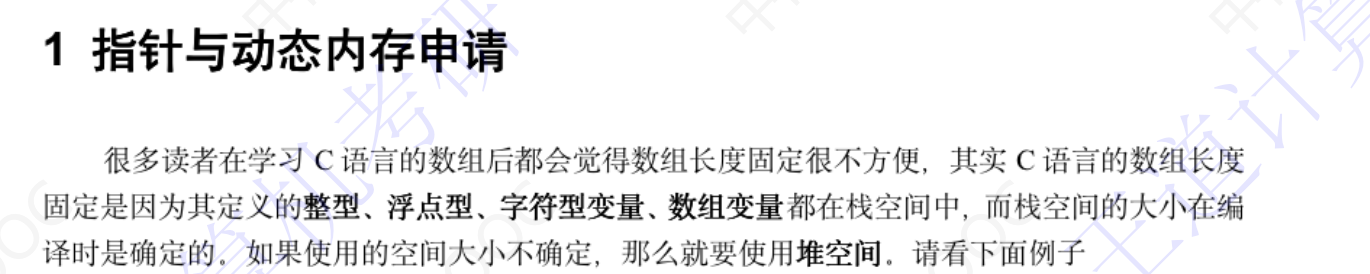 1 指针与动态内存申请
很多读者在学习 C 语言的数组后都会觉得数组长度固定很不方便，其实 C 语言的数组长度
固定是因为其定义的整型、浮点型、字符型变量、数组变量都在栈空间中，而栈空间的大小在编
译时是确定的。如果使用的空间大小不确定，那么就要使用堆空间。请看下面例子